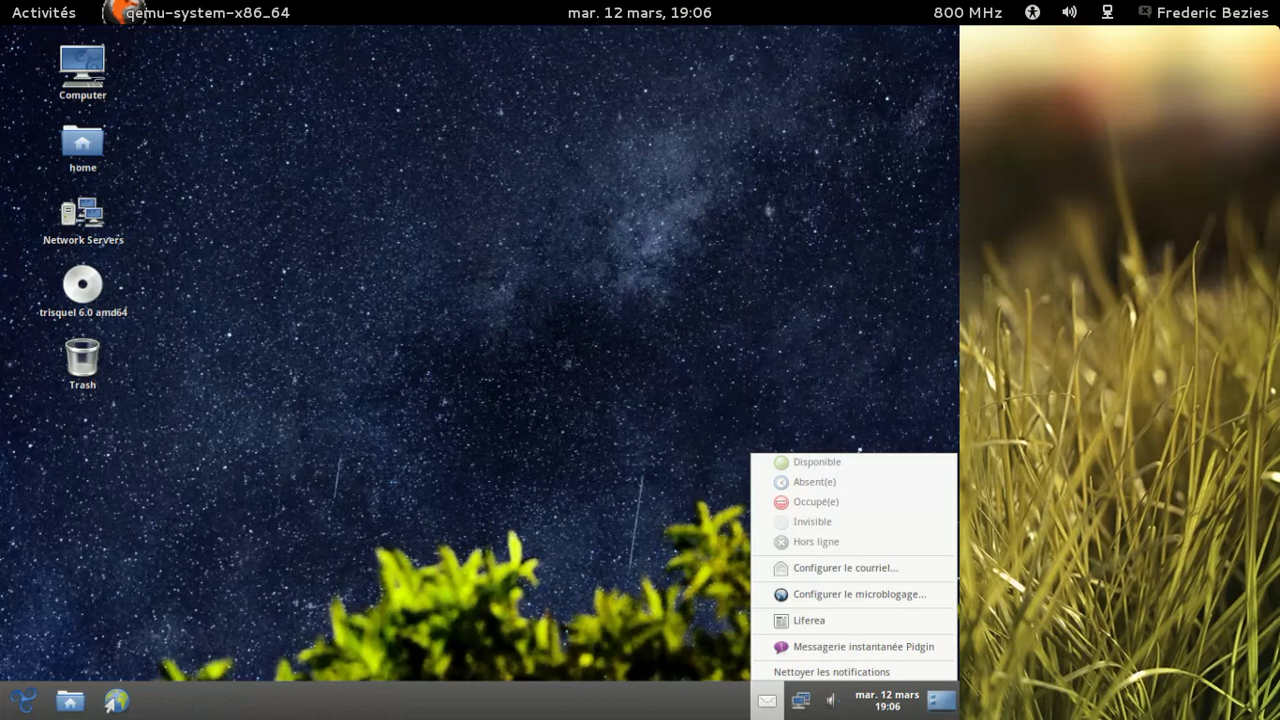 Activités
qemu-system-x86_64
mar. 12 mars, 19:06
800 MHz
Frederic Bezies
Computer
home
Network Servers
trisquel 6.0 amd64
Trash
Disponible
Absent(e)
Occupé(e)
Invisible
Hors ligne
Configurer le courriel...
Configurer le microblogage...
Liferea
Messagerie instantanée Pidgin
Nettoyer les notifications
mar. 12 mars
19:06